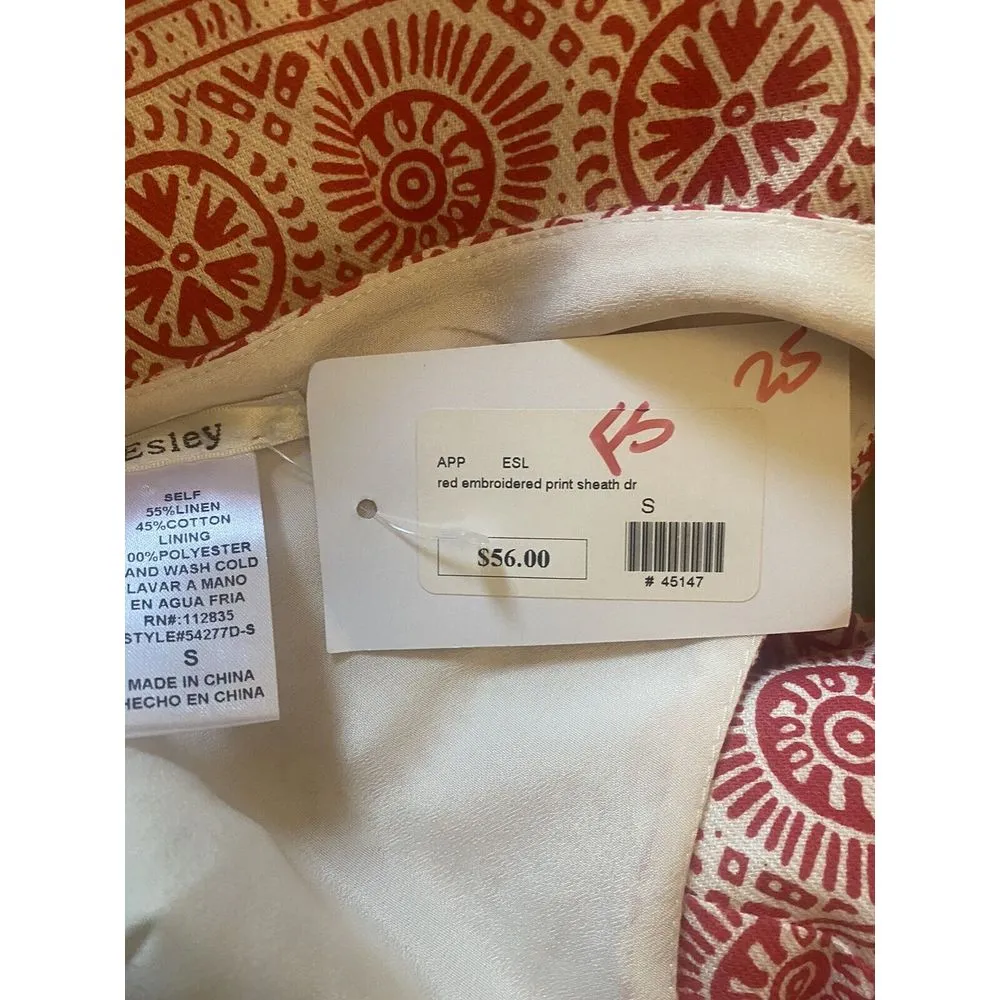 Esley
SELF
55%LINEN
45%COTTON
LINING
00%POLYESTER
AND WASH COLD
LAVAR A MANO
EN AGUA FRIA
RN#:112835
STYLE#54277D-S
S
MADE IN CHINA
HECHO EN CHINA
25
FS
APP ESL
red embroidered print sheath dr
S
$56.00
# 45147